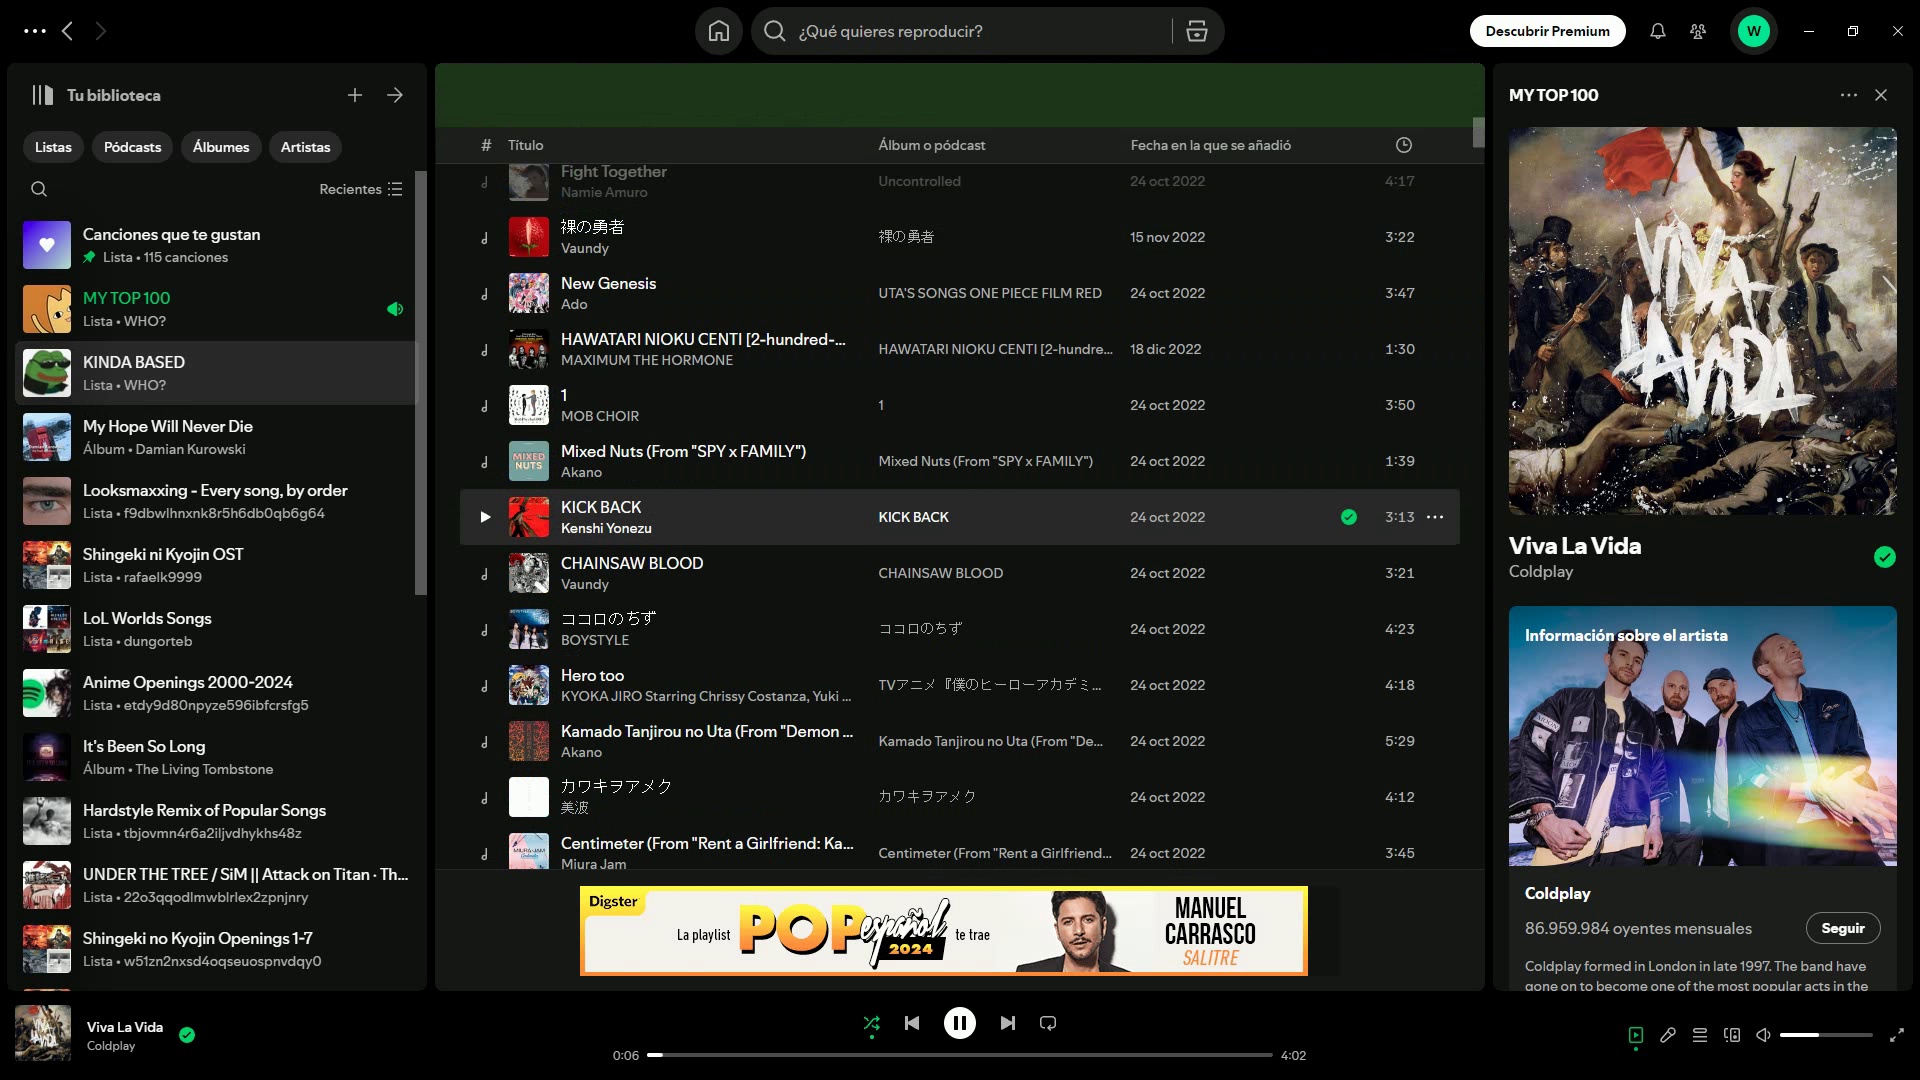 ¿Qué quieres reproducir?
Descubrir Premium
W
Tu biblioteca
Listas
Pódcasts
Álbumes
Artistas
Recientes
Canciones que te gustan
Lista • 115 canciones
MY TOP 100
Lista • WHO?
KINDA BASED
Lista • WHO?
My Hope Will Never Die
Álbum • Damian Kurowski
Looksmaxxing - Every song, by order
Lista • f9dbwlhnxnk8r5h6db0qb6g64
Shingeki ni Kyojin OST
Lista • rafaelk9999
LoL Worlds Songs
Lista • dungorteb
Anime Openings 2000-2024
Lista • etdy9d80npyze596ibfcrsfg5
It's Been So Long
Álbum • The Living Tombstone
Hardstyle Remix of Popular Songs
Lista • tbjovmn4r6a2iljvdhykhs48z
UNDER THE TREE / SiM || Attack on Titan · Th...
Lista • 22o3qqodlmwblrlex2zpnjnry
Shingeki no Kyojin Openings 1-7
Lista • w51zn2nxsd4oqseuospnvdqy0
# Título Álbum o pódcast Fecha en la que se añadió
Fight Together Uncontrolled 24 oct 2022 4:17
Namie Amuro
裸の勇者 裸の勇者 15 nov 2022 3:22
Vaundy
New Genesis UTA'S SONGS ONE PIECE FILM RED 24 oct 2022 3:47
Ado
HAWATARI NIOKU CENTI [2-hundred-... HAWATARI NIOKU CENTI [2-hundre... 18 dic 2022 1:30
MAXIMUM THE HORMONE
1 1 24 oct 2022 3:50
MOB CHOIR
MIXED NUTS
Mixed Nuts (From "SPY x FAMILY") Mixed Nuts (From "SPY x FAMILY") 24 oct 2022 1:39
Akano
KICK BACK KICK BACK 24 oct 2022 3:13
Kenshi Yonezu
CHAINSAW BLOOD CHAINSAW BLOOD 24 oct 2022 3:21
Vaundy
ココロのちず ココロのちず 24 oct 2022 4:23
BOYSTYLE
Hero too TVアニメ『僕のヒーローアカデミ... 24 oct 2022 4:18
KYOKA JIRO Starring Chrissy Costanza, Yuki ...
Kamado Tanjirou no Uta (From "Demon ... Kamado Tanjirou no Uta (From "De... 24 oct 2022 5:29
Akano
カワキヲアメク カワキヲアメク 24 oct 2022 4:12
美波
Centimeter (From "Rent a Girlfriend: Ka... Centimeter (From "Rent a Girlfriend... 24 oct 2022 3:45
Miura Jam
Digster
La playlist POP español 2024 te trae
MANUEL
CARRASCO
SALITRE
MY TOP 100
VIVA
LA VIDA
Viva La Vida
Coldplay
Información sobre el artista
Coldplay
86.959.984 oyentes mensuales
Seguir
Coldplay formed in London in late 1997. The band have
gone on to become one of the most popular acts in the
Viva La Vida
Coldplay
0:06
4:02